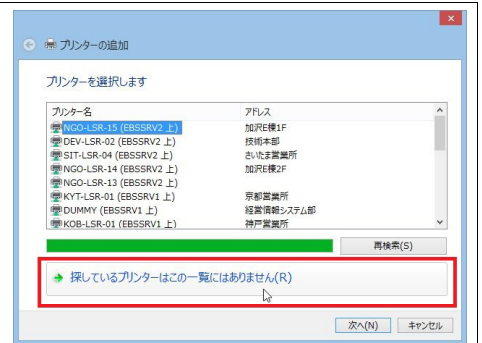 プリンターの追加
プリンターを選択します
プリンター名 アドレス
NGO-LSR-15 (EBSSRV2 上) 加沢E棟1F
DEV-LSR-02 (EBSSRV2 上) 技術本部
SIT-LSR-04 (EBSSRV2 上) さいたま営業所
NGO-LSR-14 (EBSSRV2 上) 加沢E棟2F
NGO-LSR-13 (EBSSRV2 上)
KYT-LSR-01 (EBSSRV1 上) 京都営業所
DUMMY (EBSSRV1 上) 経営情報システム部
KOB-LSR-01 (EBSSRV1 上) 神戸営業所
再検索(S)
探しているプリンターはこの一覧にはありません(R)
次へ(N) キャンセル